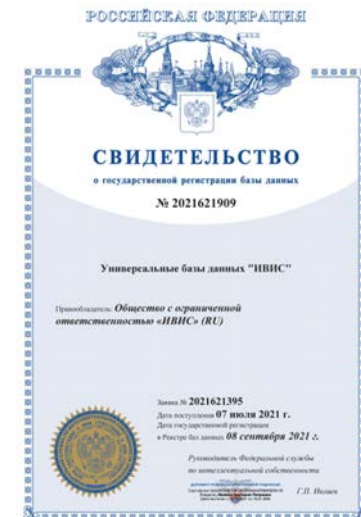 РОССИЙСКАЯ ФЕДЕРАЦИЯ
СВИДЕТЕЛЬСТВО
о государственной регистрации базы данных
№ 2021621909
Универсальные базы данных "ИВИС"
Правообладатель: Общество с ограниченной
ответственностью «ИВИС» (RU)
Заявка № 2021621395
Дата поступления 07 июля 2021 г.
Дата государственной регистрации
в Реестре баз данных 08 сентября 2021 г.
Руководитель Федеральной службы
по интеллектуальной собственности
Г.П. Ивлиев